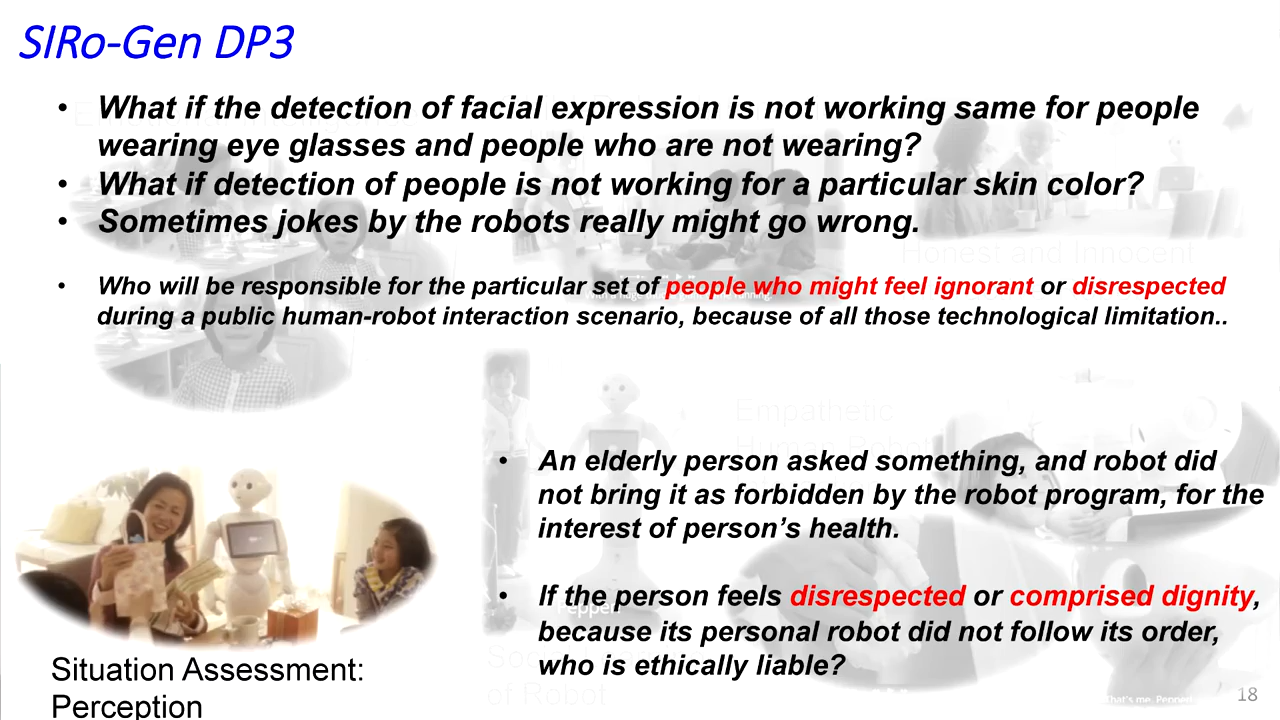 SIRo-Gen DP3
• What if the detection of facial expression is not working same for people
wearing eye glasses and people who are not wearing?
• What if detection of people is not working for a particular skin color?
• Sometimes jokes by the robots really might go wrong.
Honest and Innocent
• Who will be responsible for the particular set of people who might feel ignorant or disrespected
during a public human-robot interaction scenario, because of all those technological limitation..
Empathetic
Human Robot
• An elderly person asked something, and robot did
not bring it as forbidden by the robot program, for the
interest of person's health.
• If the person feels disrespected or comprised dignity,
Pepper
because its personal robot did not follow its order,
who is ethically liable?
Situation Assessment:
Perception
of Robot
That's me, Pepper!
18